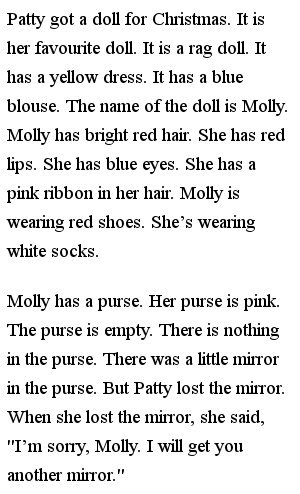 Patty got a doll for Christmas. It is
her favourite doll. It is a rag doll. It
has a yellow dress. It has a blue
blouse. The name of the doll is Molly.
Molly has bright red hair. She has red
lips. She has blue eyes. She has a
pink ribbon in her hair. Molly is
wearing red shoes. She’s wearing
white socks.
Molly has a purse. Her purse is pink.
The purse is empty. There is nothing
in the purse. There was a little mirror
in the purse. But Patty lost the mirror.
When she lost the mirror, she said,
"I’m sorry, Molly. I will get you
another mirror."